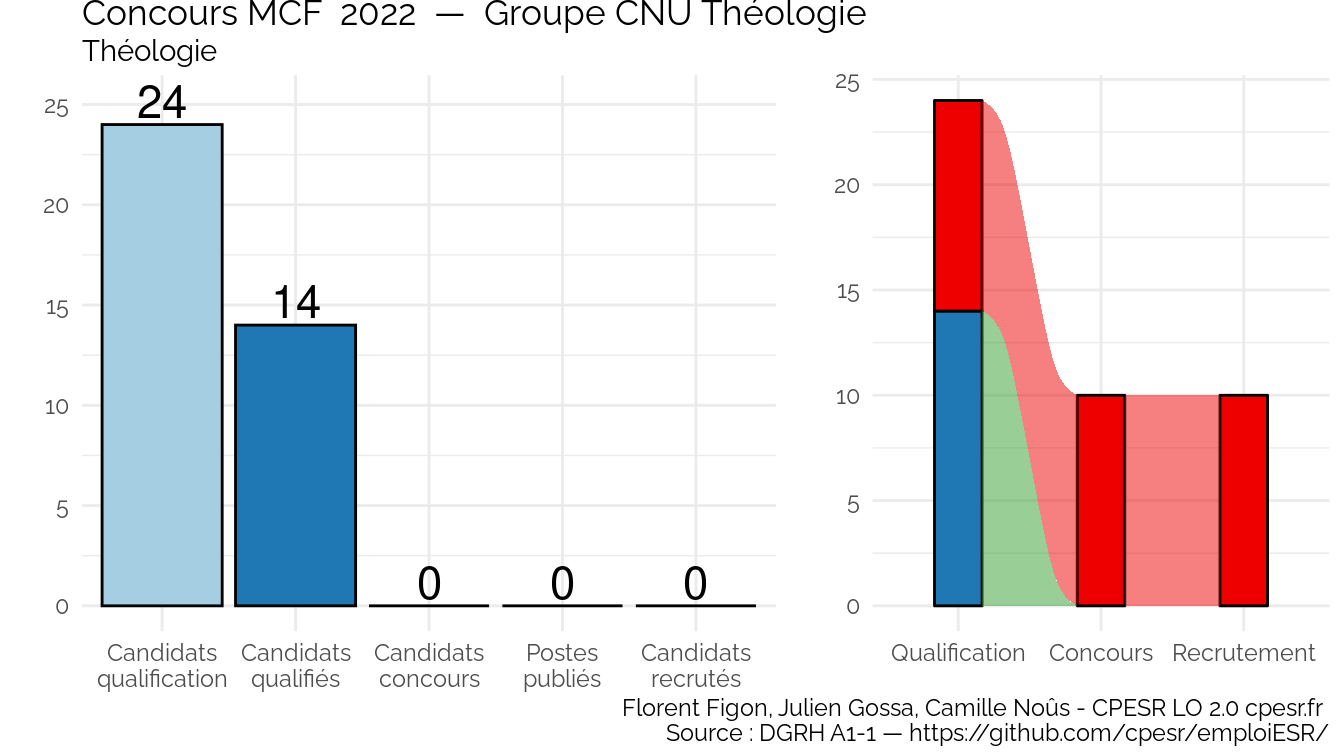 Concours MCF 2022 — Groupe CNU Théologie
Théologie
25
20
15
10
5
0
24
14
0
0
0
Candidats qualification
Candidats qualifiés
Candidats concours
Postes publiés
Candidats recrutés
25
20
15
10
5
0
Qualification
Concours
Recrutement
Florent Figon, Julien Gossa, Camille Noûs - CPESR LO 2.0 cpesr.fr
Source : DGRH A1-1 — https://github.com/cpesr/emploiESR/